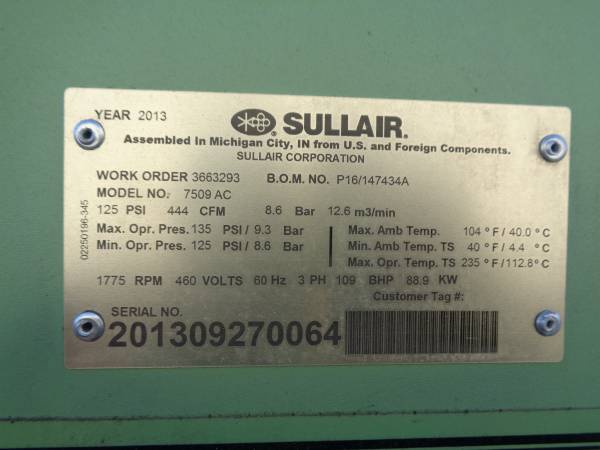 YEAR 2013
SULLAIR.
Assembled In Michigan City, IN from U.S. and Foreign Components.
SULLAIR CORPORATION
WORK ORDER 3663293 B.O.M. NO. P16/147434A
MODEL NO. 7509 AC
125 PSI 444 CFM 8.6 Bar 12.6 m3/min
Max. Opr. Pres. 135 PSI / 9.3 Bar
Min. Opr. Pres. 125 PSI / 8.6 Bar
Max. Amb Temp. 104 °F / 40.0 °C
Min. Amb Temp. TS 40 °F / 4.4 °C
Max. Opr. Temp. TS 235 °F / 112.8 °C
1775 RPM 460 VOLTS 60 Hz 3 PH 109 BHP 88.9 KW
Customer Tag #:
SERIAL NO.
201309270064
02250196-345